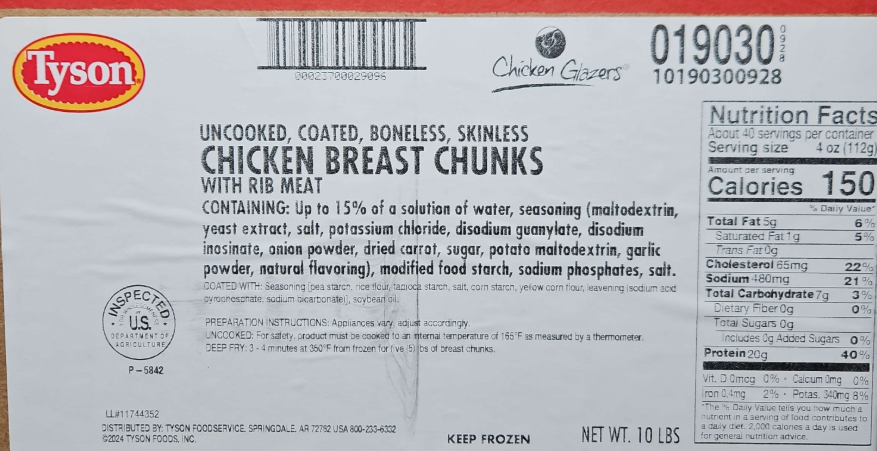 Tyson
00023700029096
Chicken Glazers
019030
0928
10190300928
UNCOOKED, COATED, BONELESS, SKINLESS
CHICKEN BREAST CHUNKS
WITH RIB MEAT
CONTAINING: Up to 15% of a solution of water, seasoning (maltodextrin,
yeast extract, salt, potassium chloride, disodium guanylate, disodium
inosinate, onion powder, dried carrot, sugar, potato maltodextrin, garlic
powder, natural flavoring), modified food starch, sodium phosphates, salt.
COATED WITH: Seasoning [pea starch, rice flour, tapioca starch, salt, corn starch, yellow corn flour, leavening (sodium acid
pyrophosphate, sodium bicarbonate)], soybean oil.
PREPARATION INSTRUCTIONS: Appliances vary, adjust accordingly.
UNCOOKED: For safety, product must be cooked to an internal temperature of 165°F as measured by a thermometer.
DEEP FRY: 3 - 4 minutes at 350°F from frozen for five (5) lbs of breast chunks.
INSPECTED
U.S.
DEPARTMENT OF
AGRICULTURE
P-5842
LL#11744352
DISTRIBUTED BY: TYSON FOODSERVICE, SPRINGDALE, AR 72762 USA 800-233-6332
©2024 TYSON FOODS, INC.
KEEP FROZEN
NET WT. 10 LBS
Nutrition Facts
About 40 servings per container
Serving size 4 oz (112g)
Amount per serving
Calories 150
% Daily Value*
Total Fat 5g 6%
Saturated Fat 1g 5%
Trans Fat 0g
Cholesterol 65mg 22%
Sodium 480mg 21%
Total Carbohydrate 7g 3%
Dietary Fiber 0g 0%
Total Sugars 0g
Includes 0g Added Sugars 0%
Protein 20g 40%
Vit. D 0mcg 0% • Calcium 0mg 0%
Iron 0.4mg 2% • Potas. 340mg 8%
*The % Daily Value tells you how much a
nutrient in a serving of food contributes to
a daily diet. 2,000 calories a day is used
for general nutrition advice.